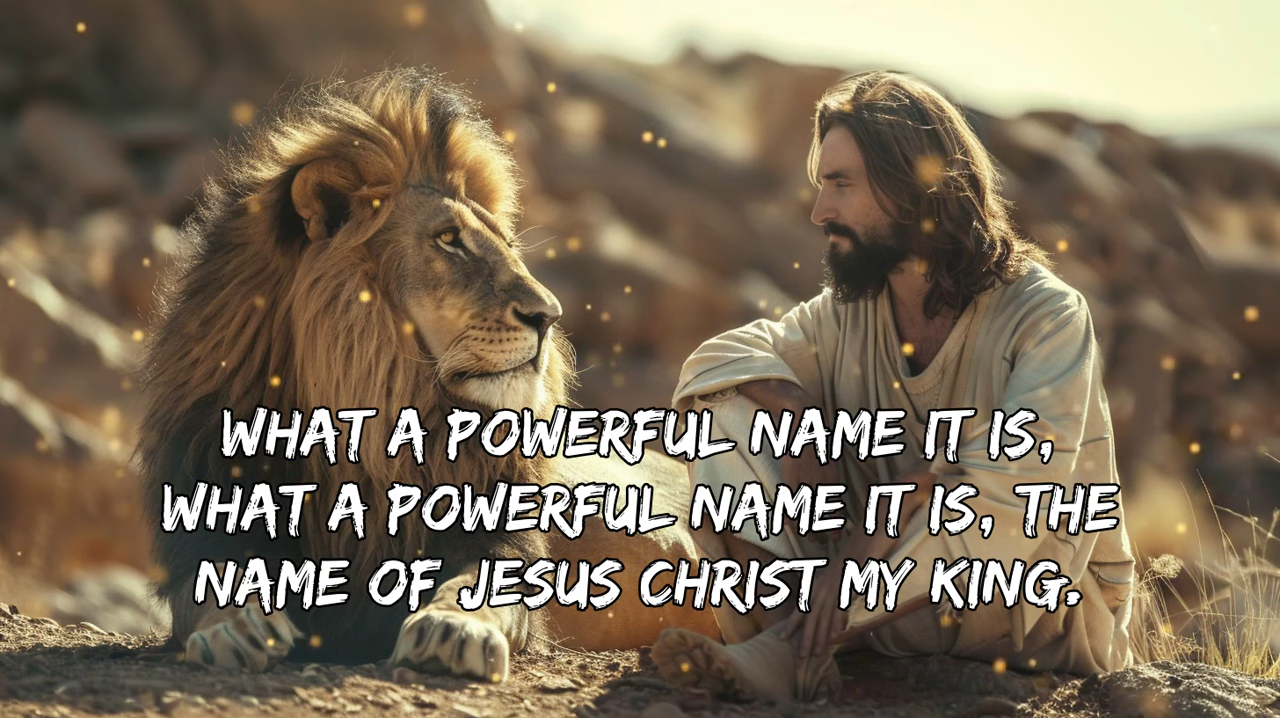 WHAT A POWERFUL NAME IT IS,
WHAT A POWERFUL NAME IT IS, THE
NAME OF JESUS CHRIST MY KING.